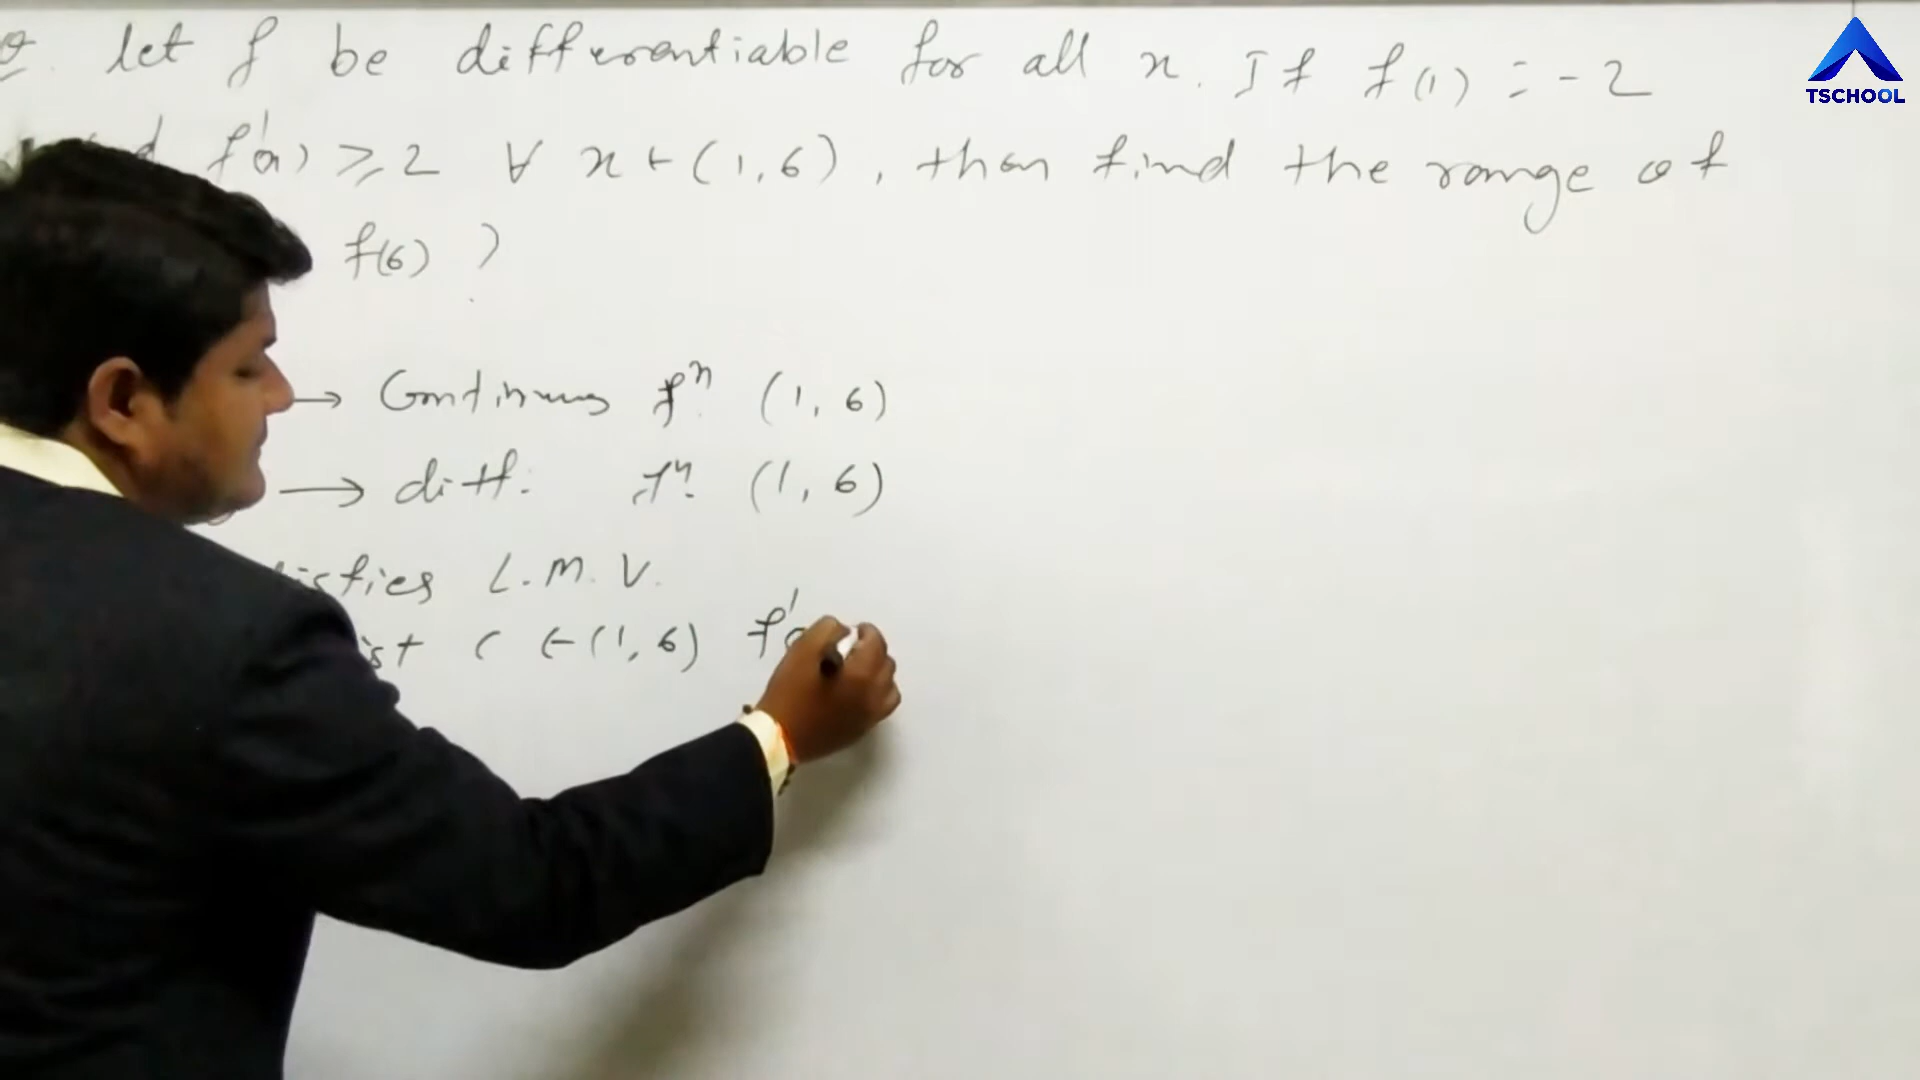 Q. let f be differentiable for all x. If f(1) = -2
f'(x) ≥ 2 ∀ x ∈ (1, 6), then find the range of
f(6) ?
→ Continuous fⁿ. (1, 6)
→ diff. fⁿ. (1, 6)
L.M.V.
c ∈ (1, 6) f'
TSCHOOL